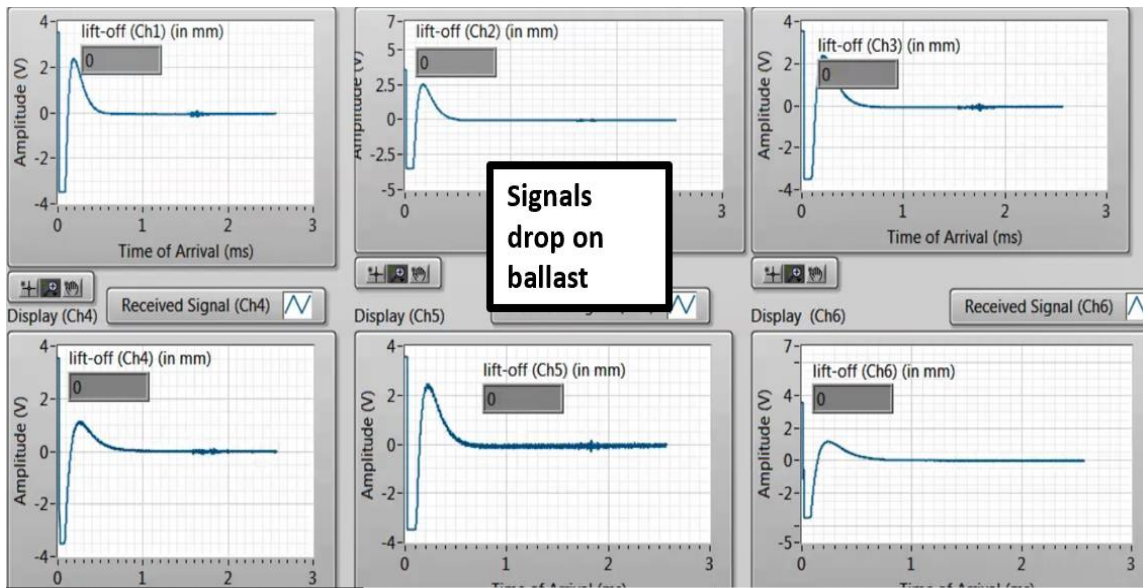 lift-off (Ch1) (in mm)
0
Amplitude (V)
4
2
0
-2
-4
0 1 2 3
Time of Arrival (ms)
lift-off (Ch2) (in mm)
0
Amplitude (V)
7
5
2.5
0
-2.5
-5
0 3
lift-off (Ch3) (in mm)
0
Amplitude (V)
4
2
0
-2
-4
0 1 2 3
Time of Arrival (ms)
Signals
drop on
ballast
Display (Ch4)
Received Signal (Ch4)
Display (Ch5)
Display (Ch6)
Received Signal (Ch6)
lift-off (Ch4) (in mm)
0
Amplitude (V)
4
2
0
-2
-4
0 1 2 3
lift-off (Ch5) (in mm)
0
Amplitude (V)
4
2
0
-2
-4
0 1 2 3
Time of Arrival (ms)
lift-off (Ch6) (in mm)
0
Amplitude (V)
7
4
2
0
-2
-5
0 1 2 3